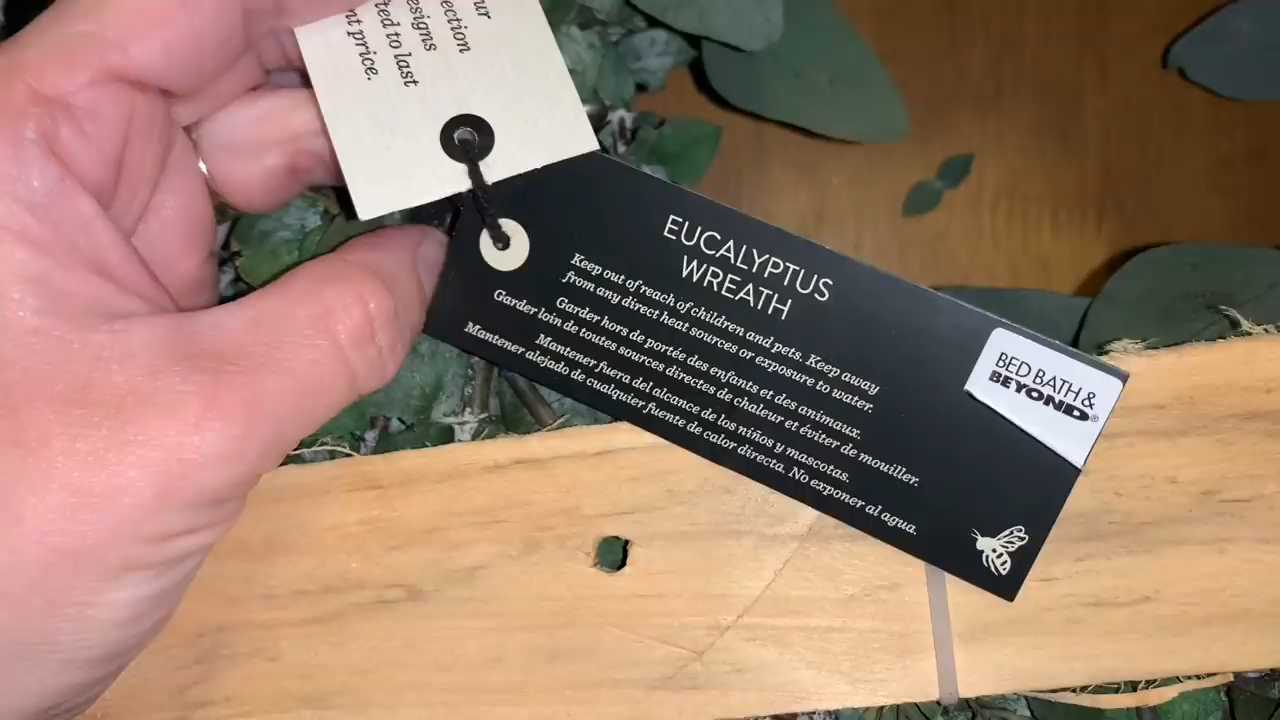 ur
ection
esigns
ted to last
nt price.
EUCALYPTUS
WREATH
Keep out of reach of children and pets. Keep away
from any direct heat sources or exposure to water.
Garder hors de portée des enfants et des animaux.
Garder loin de toutes sources directes de chaleur et éviter de mouiller.
Mantener fuera del alcance de los niños y mascotas.
Mantener alejado de cualquier fuente de calor directa. No exponer al agua.
BED BATH &
BEYOND®